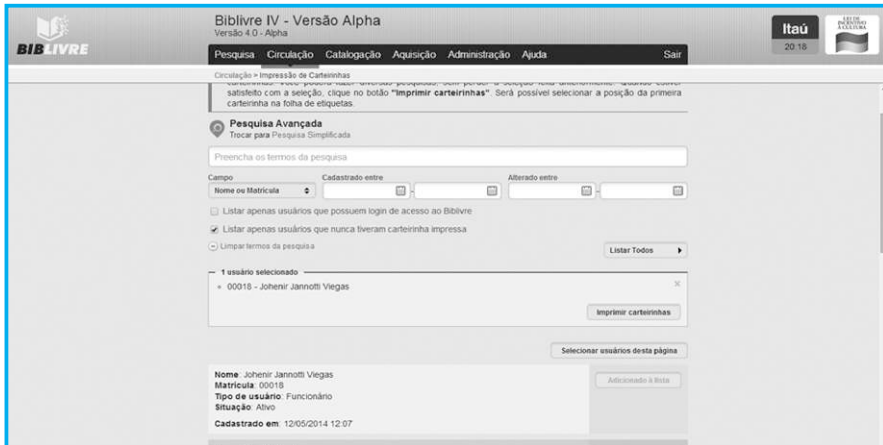 BIBLIVRE
Biblivre IV - Versão Alpha
Versão 4.0 - Alpha
Itaú
20:18
LEI DE
INCENTIVO
À CULTURA
Pesquisa Circulação Catalogação Aquisição Administração Ajuda Sair
Circulação > Impressão de Carteirinhas
satisfeito com a seleção, clique no botão "Imprimir carteirinhas". Será possível selecionar a posição da primeira
carteirinha na folha de etiquetas.
Pesquisa Avançada
Trocar para Pesquisa Simplificada
Preencha os termos da pesquisa
Campo Cadastrado entre Alterado entre
Nome ou Matrícula - -
Listar apenas usuários que possuem login de acesso ao Biblivre
Listar apenas usuários que nunca tiveram carteirinha impressa
Limpar termos da pesquisa
Listar Todos
1 usuário selecionado
00018 - Johenir Jannotti Viegas
Imprimir carteirinhas
Selecionar usuários desta página
Nome: Johenir Jannotti Viegas
Matrícula: 00018
Tipo de usuário: Funcionário
Situação: Ativo
Cadastrado em: 12/05/2014 12:07
Adicionado à lista